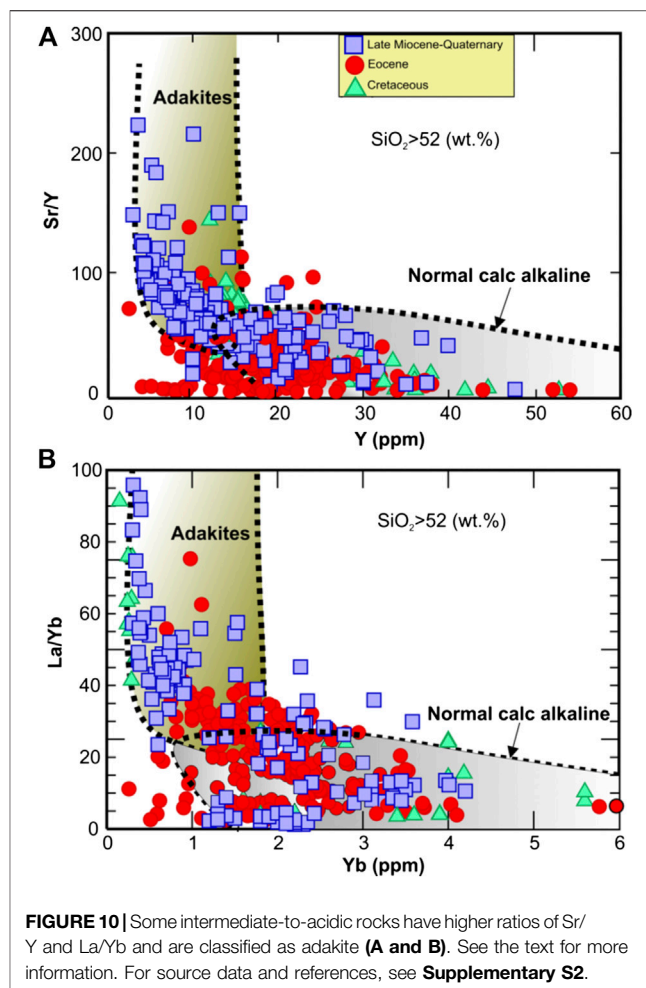 A
300
Late Miocene-Quaternary
Eocene
Cretaceous
Adakites
SiO₂>52 (wt.%)
200
Sr/Y
100
Normal calc alkaline
0
0 10 20 30 40 50 60
Y (ppm)
B
100
SiO₂>52 (wt.%)
Adakites
80
60
La/Yb
40
Normal calc alkaline
20
0
0 1 2 3 4 5 6
Yb (ppm)
FIGURE 10 | Some intermediate-to-acidic rocks have higher ratios of Sr/
Y and La/Yb and are classified as adakite (A and B). See the text for more
information. For source data and references, see Supplementary S2.